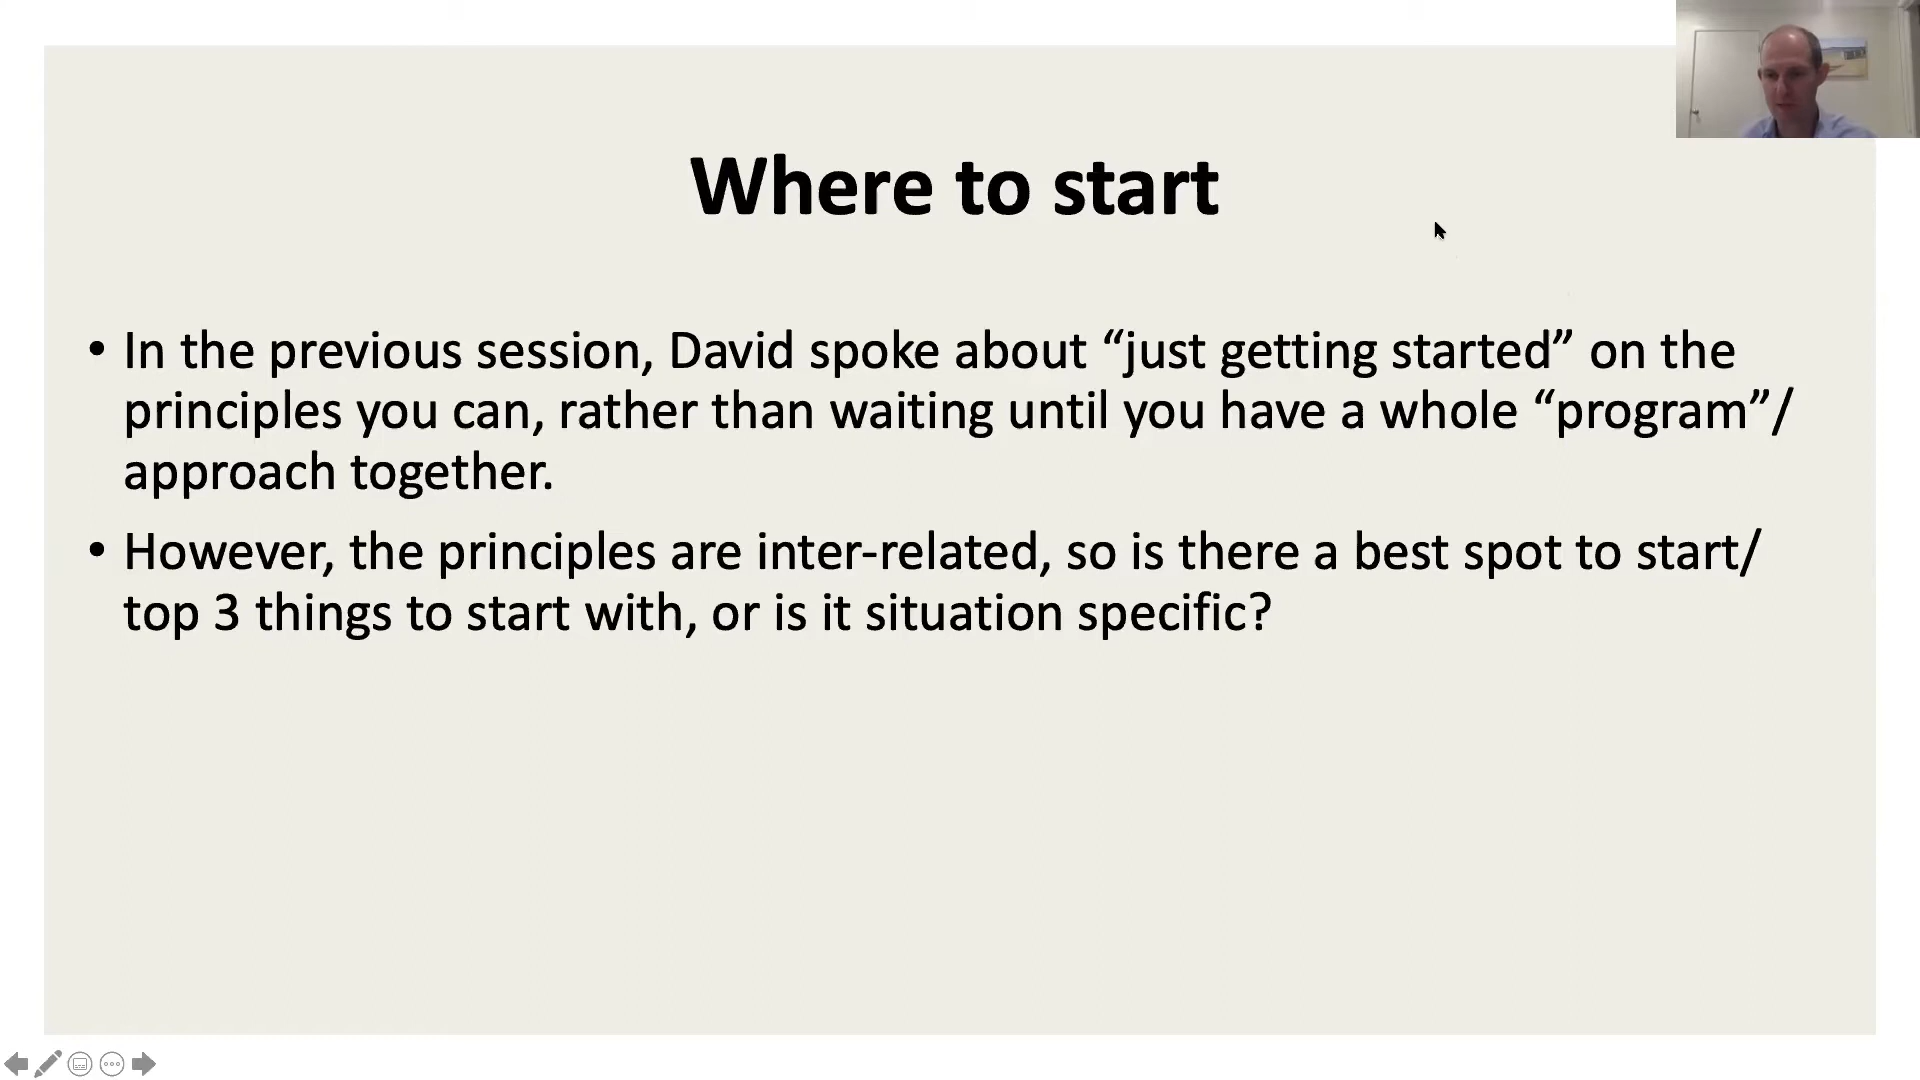 Where to start
• In the previous session, David spoke about “just getting started” on the
principles you can, rather than waiting until you have a whole “program”/
approach together.
• However, the principles are inter-related, so is there a best spot to start/
top 3 things to start with, or is it situation specific?